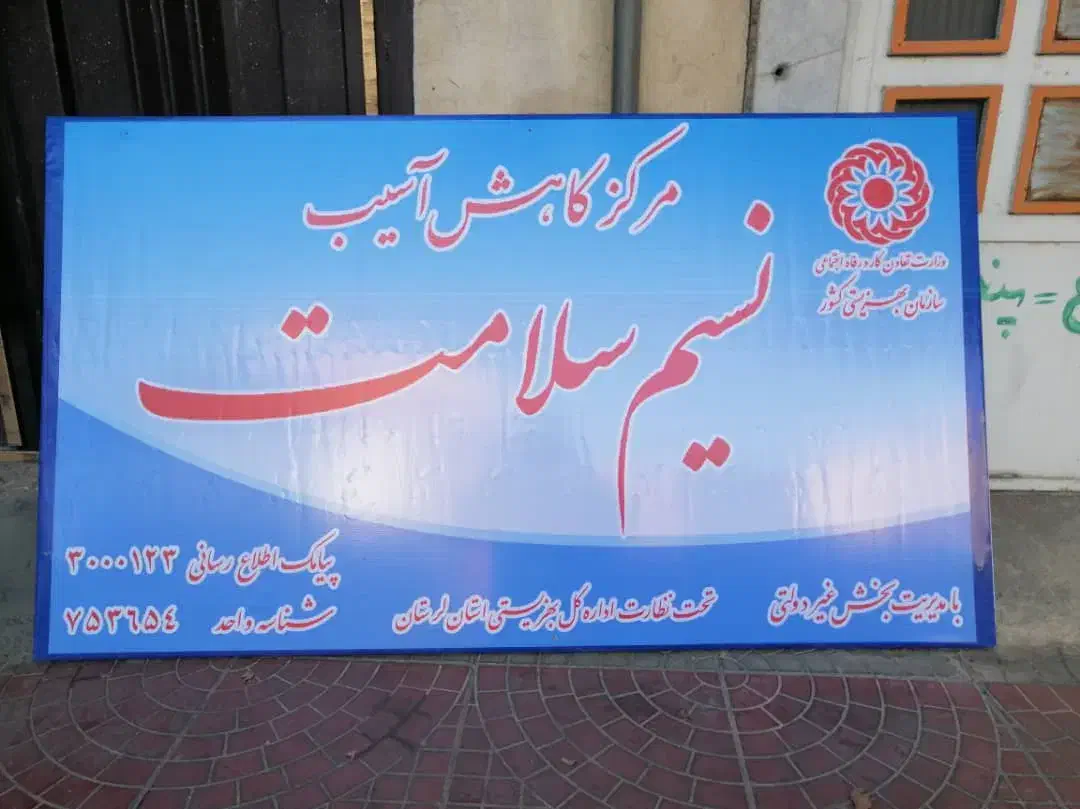 مرکز کاهش آسیب
نسیم سلامت
وزارت تعاون کار و رفاه اجتماعی
سازمان بهزیستی کشور
پیامک اطلاع رسانی ۳۰۰۰۱۲۳
شناسه واحد ۷۵۳۶۵٤
تحت نظارت اداره کل بهزیستی استان لرستان
با مدیریت بخش غیر دولتی